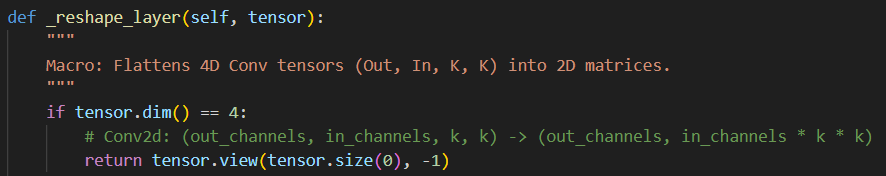 def _reshape_layer(self, tensor):
"""
Macro: Flattens 4D Conv tensors (Out, In, K, K) into 2D matrices.
"""
if tensor.dim() == 4:
# Conv2d: (out_channels, in_channels, k, k) -> (out_channels, in_channels * k * k)
return tensor.view(tensor.size(0), -1)